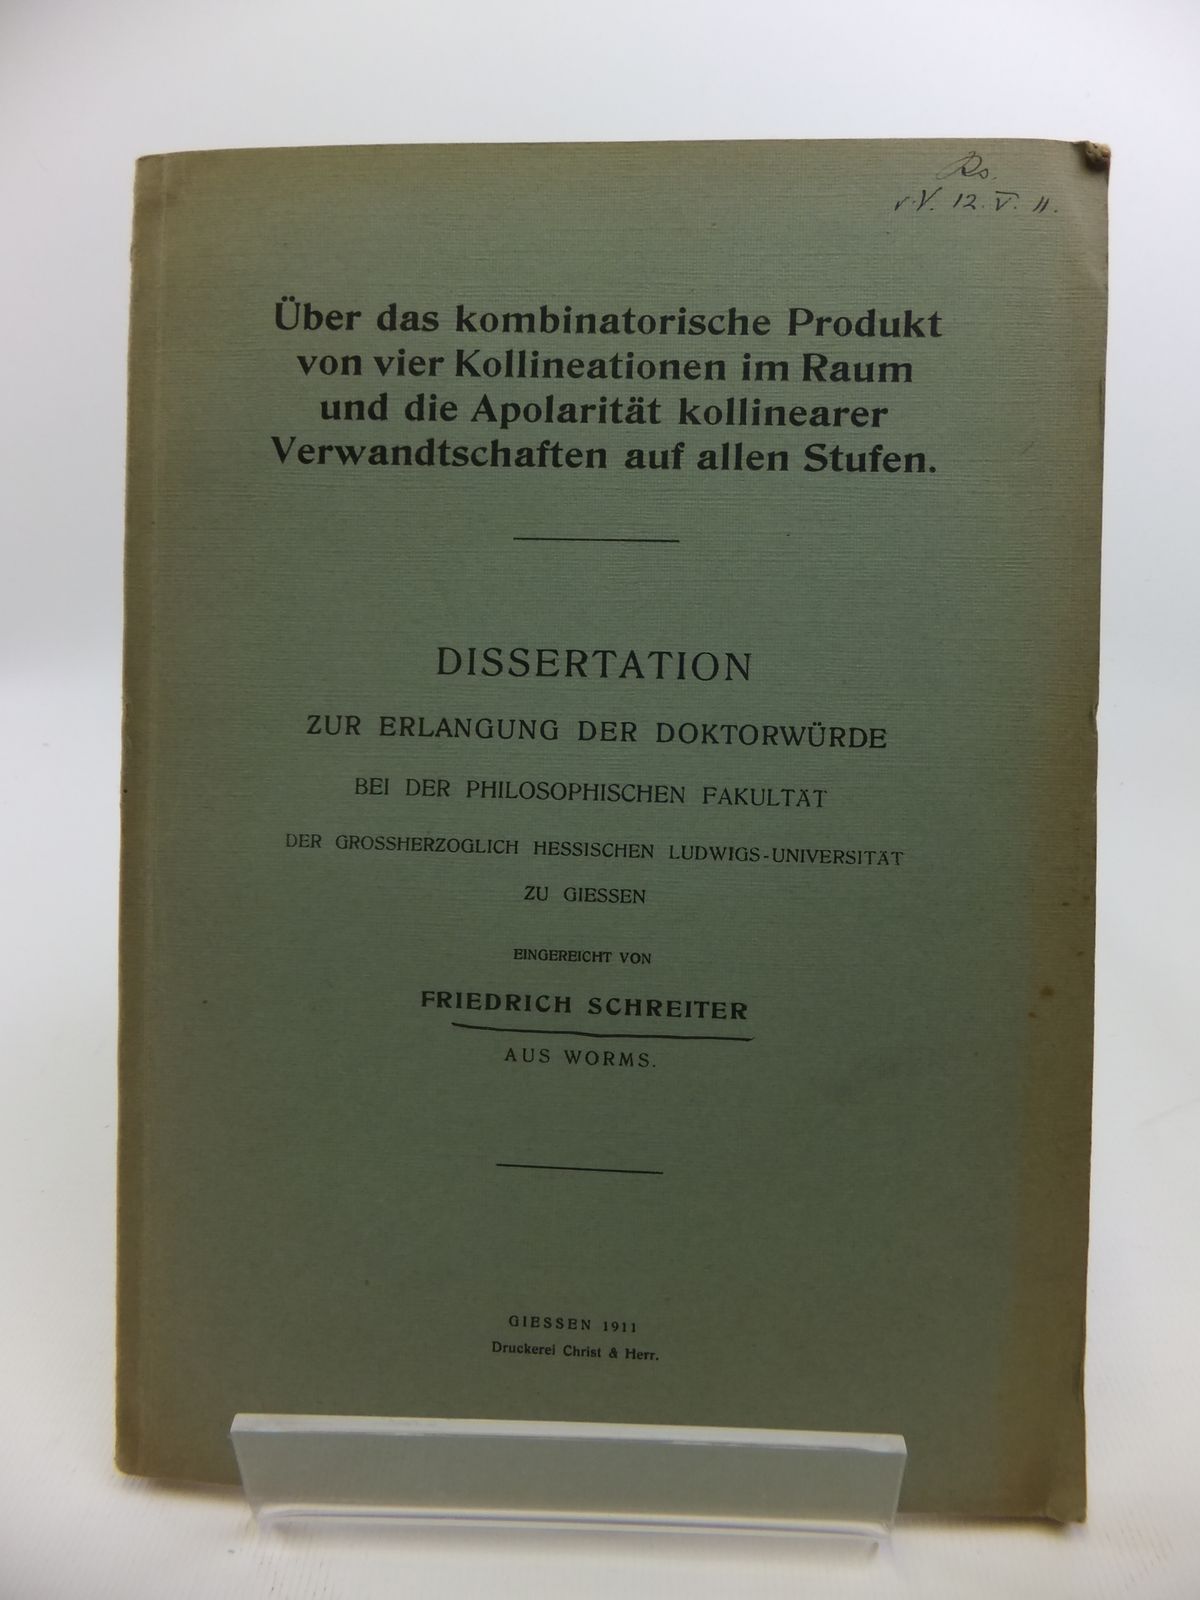 12. V. 11.
Über das kombinatorische Produkt
von vier Kollineationen im Raum
und die Apolarität kollinearer
Verwandtschaften auf allen Stufen.
DISSERTATION
ZUR ERLANGUNG DER DOKTORWÜRDE
BEI DER PHILOSOPHISCHEN FAKULTÄT
DER GROSSHERZOGLICH HESSISCHEN LUDWIGS-UNIVERSITÄT
ZU GIESSEN
EINGEREICHT VON
FRIEDRICH SCHREITER
AUS WORMS.
GIESSEN 1911
Druckerei Christ & Herr.